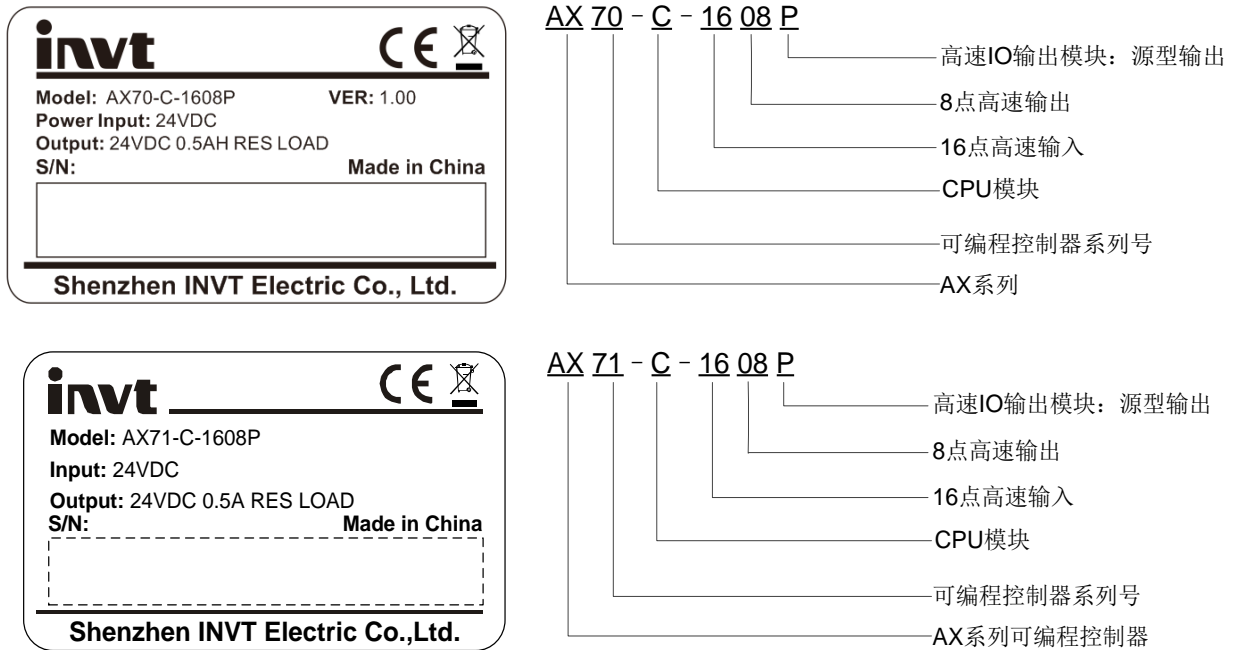 invt
CE
Model: AX70-C-1608P VER: 1.00
Power Input: 24VDC
Output: 24VDC 0.5AH RES LOAD
S/N: Made in China
Shenzhen INVT Electric Co., Ltd.
AX 70 - C - 16 08 P
高速IO输出模块：源型输出
8点高速输出
16点高速输入
CPU模块
可编程控制器系列号
AX系列
invt
CE
Model: AX71-C-1608P
Input: 24VDC
Output: 24VDC 0.5A RES LOAD
S/N: Made in China
Shenzhen INVT Electric Co.,Ltd.
AX 71 - C - 16 08 P
高速IO输出模块：源型输出
8点高速输出
16点高速输入
CPU模块
可编程控制器系列号
AX系列可编程控制器